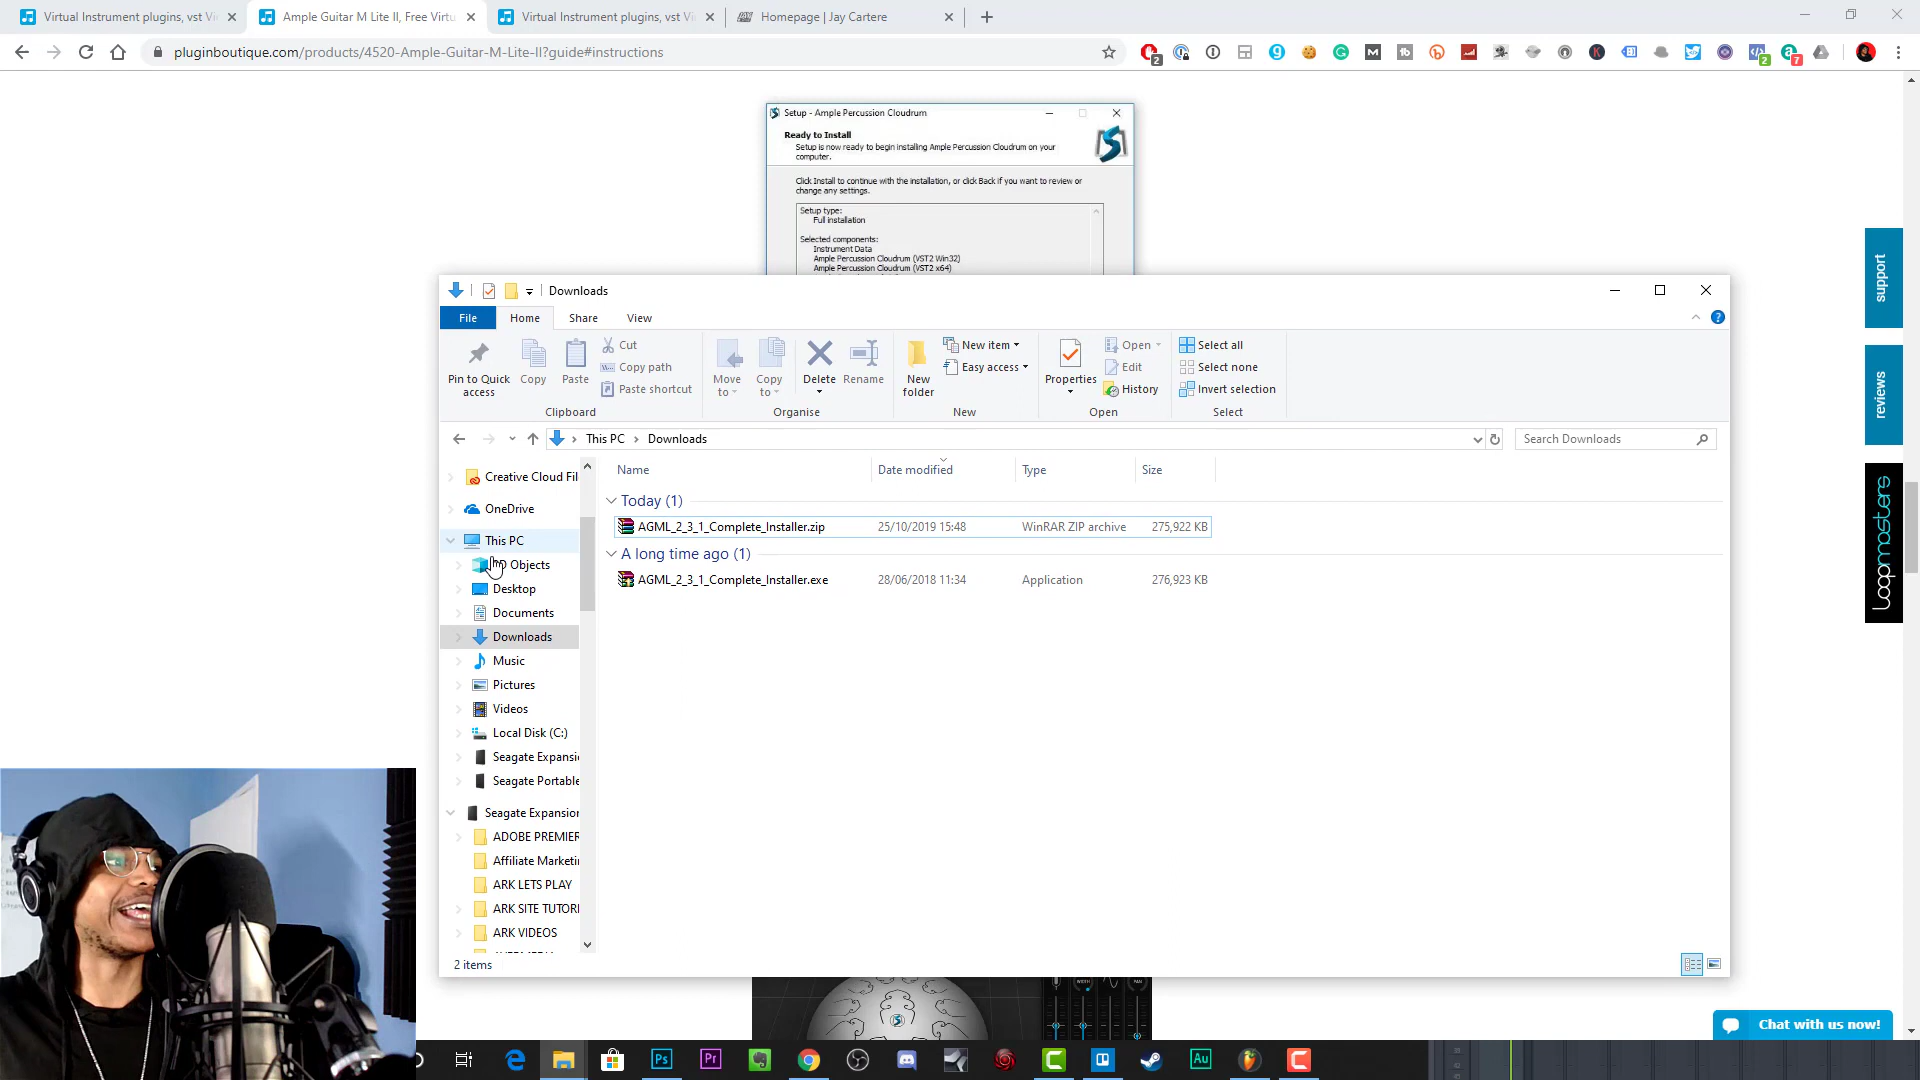 Virtual Instrument plugins, vst Vi
Ample Guitar M Lite II, Free Virtu
Virtual Instrument plugins, vst Vi
Homepage | Jay Cartere
pluginboutique.com/products/4520-Ample-Guitar-M-Lite-II?guide#instructions
Setup - Ample Percussion Cloudrum
Ready to Install
Setup is now ready to begin installing Ample Percussion Cloudrum on your
computer.
Click Install to continue with the installation, or click Back if you want to review or
change any settings.
Setup type:
Full installation
Selected components:
Instrument Data
Ample Percussion Cloudrum (VST2 Win32)
Ample Percussion Cloudrum (VST2 x64)
support
reviews
loopmasters
Downloads
File
Home
Share
View
Pin to Quick
access
Copy
Paste
Cut
Copy path
Paste shortcut
Clipboard
Move
to
Copy
to
Delete
Rename
Organise
New
folder
New item
Easy access
New
Properties
Open
Edit
History
Open
Select all
Select none
Invert selection
Select
This PC
Downloads
Search Downloads
Name
Date modified
Type
Size
Creative Cloud Fil
OneDrive
This PC
Objects
Desktop
Documents
Downloads
Music
Pictures
Videos
Local Disk (C:)
Seagate Expansi
Seagate Portable
Seagate Expansion
ADOBE PREMIER
Affiliate Marketi
ARK LETS PLAY
ARK SITE TUTORI
ARK VIDEOS
Today (1)
AGML_2_3_1_Complete_Installer.zip
25/10/2019 15:48
WinRAR ZIP archive
275,922 KB
A long time ago (1)
AGML_2_3_1_Complete_Installer.exe
28/06/2018 11:34
Application
276,923 KB
2 items
Chat with us now!